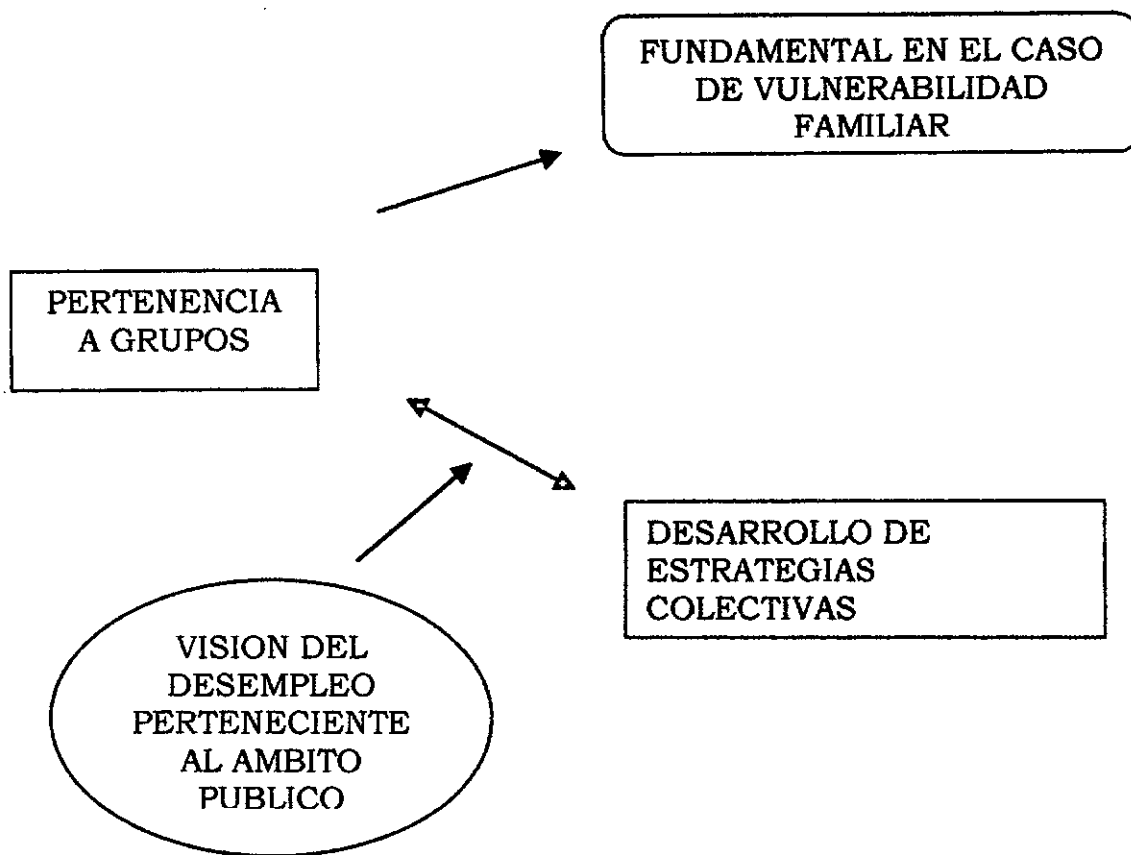 FUNDAMENTAL EN EL CASO
DE VULNERABILIDAD
FAMILIAR
PERTENENCIA
A GRUPOS
DESARROLLO DE
ESTRATEGIAS
COLECTIVAS
VISION DEL
DESEMPLEO
PERTENECIENTE
AL AMBITO
PUBLICO